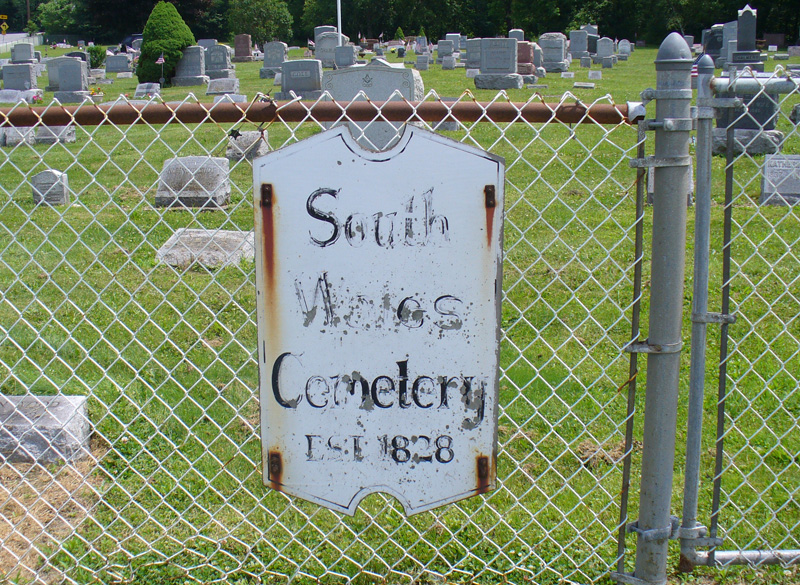 South
Wales
Cemetery
EST 1828